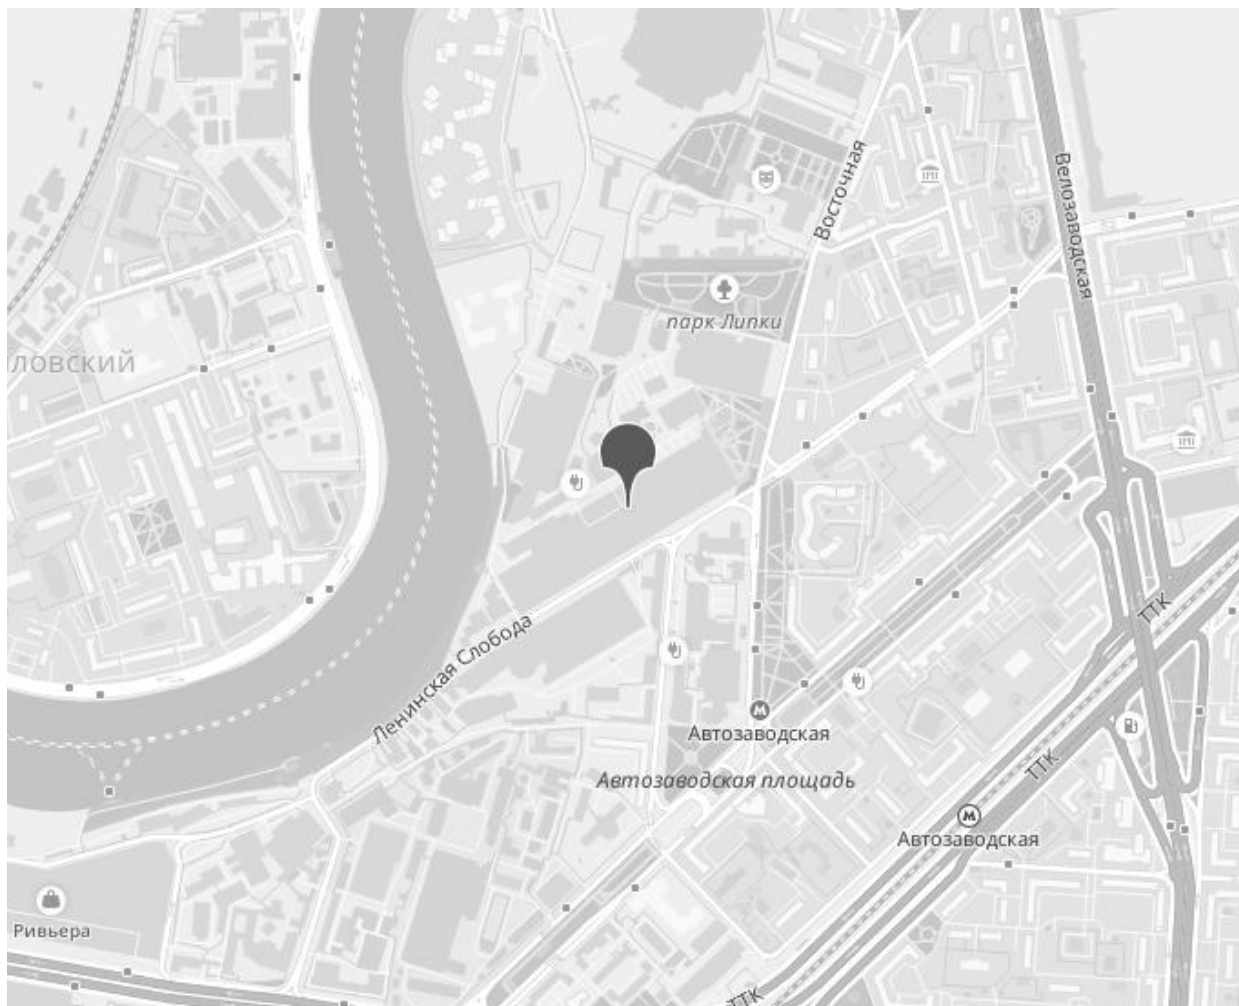 Восточная
Велозаводская
парк Липки
ловский
Ленинская Слобода
ТТК
М
Автозаводская
Автозаводская площадь
ТТК
М
Автозаводская
Ривьера
ТТК